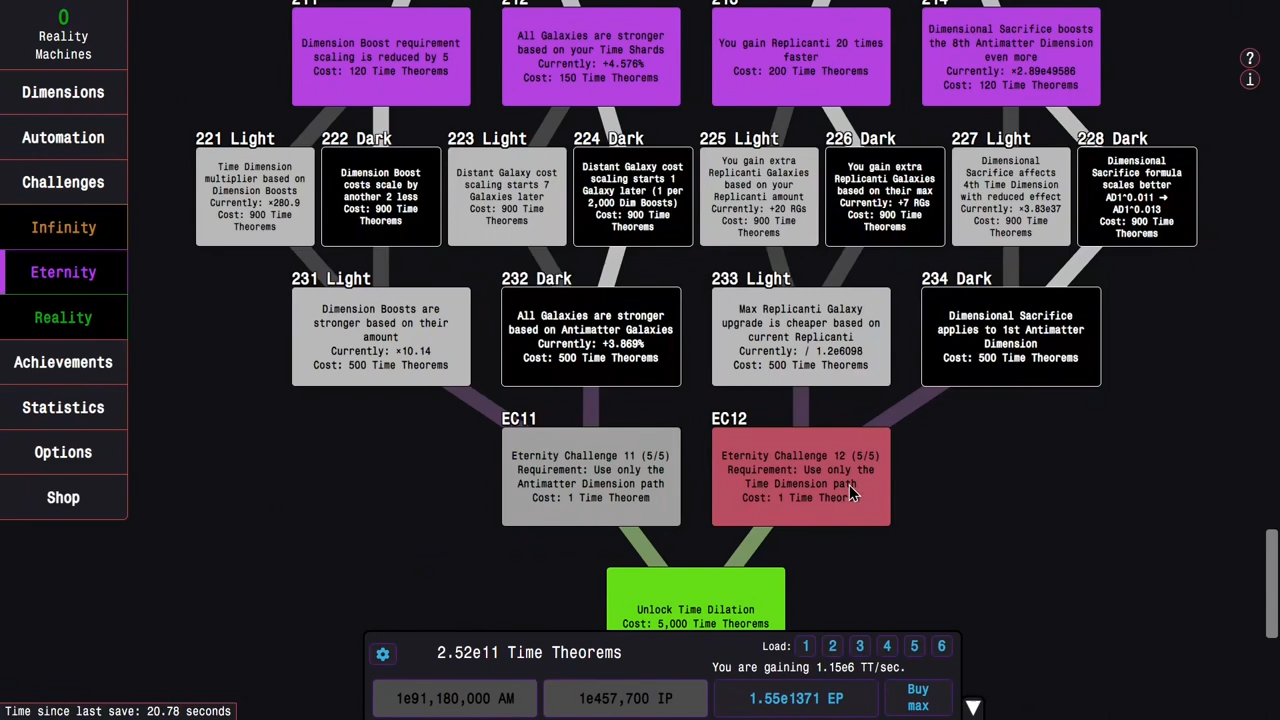 0
Reality
Machines
Dimensions
Automation
Challenges
Infinity
Eternity
Reality
Achievements
Statistics
Options
Shop
?
i
Dimension Boost requirement
scaling is reduced by 5
Cost: 120 Time Theorems
All Galaxies are stronger
based on your Time Shards
Currently: +4.576%
Cost: 150 Time Theorems
You gain Replicanti 20 times
faster
Cost: 200 Time Theorems
Dimensional Sacrifice boosts
the 8th Antimatter Dimension
even more
Currently: ×2.89e49586
Cost: 120 Time Theorems
221 Light
Time Dimension
multiplier based on
Dimension Boosts
Currently: ×280.9
Cost: 900 Time
Theorems
222 Dark
Dimension Boost
costs scale by
another 2 less
Cost: 900 Time
Theorems
223 Light
Distant Galaxy cost
scaling starts 7
Galaxies later
Cost: 900 Time
Theorems
224 Dark
Distant Galaxy cost
scaling starts 1
Galaxy later (1 per
2,000 Dim Boosts)
Cost: 900 Time
Theorems
225 Light
You gain extra
Replicanti Galaxies
based on your
Replicanti amount
Currently: +20 RGs
Cost: 900 Time
Theorems
226 Dark
You gain extra
Replicanti Galaxies
based on their max
Currently: +7 RGs
Cost: 900 Time
Theorems
227 Light
Dimensional
Sacrifice affects
4th Time Dimension
with reduced effect
Currently: ×3.83e37
Cost: 900 Time
Theorems
228 Dark
Dimensional
Sacrifice formula
scales better
AD1^0.011 →
AD1^0.013
Cost: 900 Time
Theorems
231 Light
Dimension Boosts are
stronger based on their
amount
Currently: ×10.14
Cost: 500 Time Theorems
232 Dark
All Galaxies are stronger
based on Antimatter Galaxies
Currently: +3.869%
Cost: 500 Time Theorems
233 Light
Max Replicanti Galaxy
upgrade is cheaper based on
current Replicanti
Currently: / 1.2e6098
Cost: 500 Time Theorems
234 Dark
Dimensional Sacrifice
applies to 1st Antimatter
Dimension
Cost: 500 Time Theorems
EC11
Eternity Challenge 11 (5/5)
Requirement: Use only the
Antimatter Dimension path
Cost: 1 Time Theorem
EC12
Eternity Challenge 12 (5/5)
Requirement: Use only the
Time Dimension path
Cost: 1 Time Theorem
Unlock Time Dilation
Cost: 5,000 Time Theorems
2.52e11 Time Theorems
Load: 1 2 3 4 5 6
You are gaining 1.15e6 TT/sec.
1e91,180,000 AM
1e457,700 IP
1.55e1371 EP
Buy
max
Time since last save: 20.78 seconds